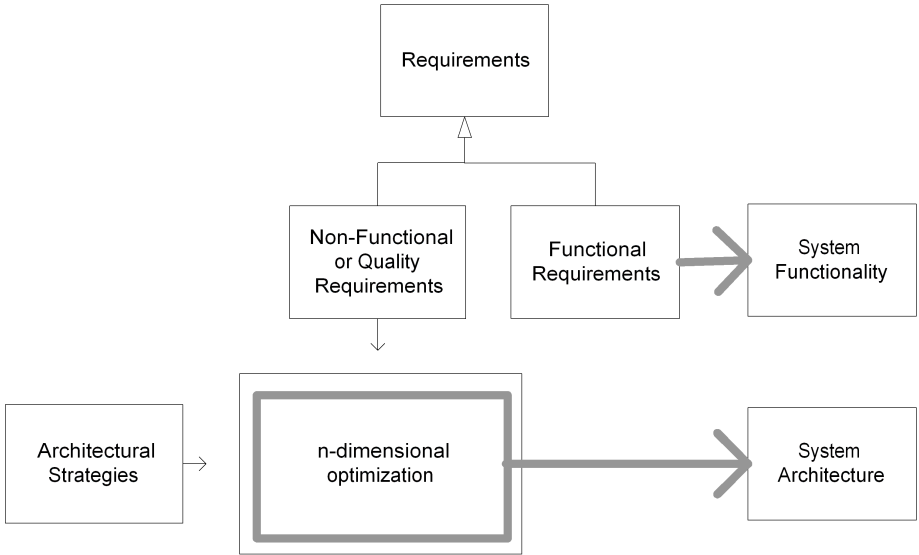 Requirements
Non-Functional
or Quality
Requirements
Functional
Requirements
System
Functionality
Architectural
Strategies
n-dimensional
optimization
System
Architecture